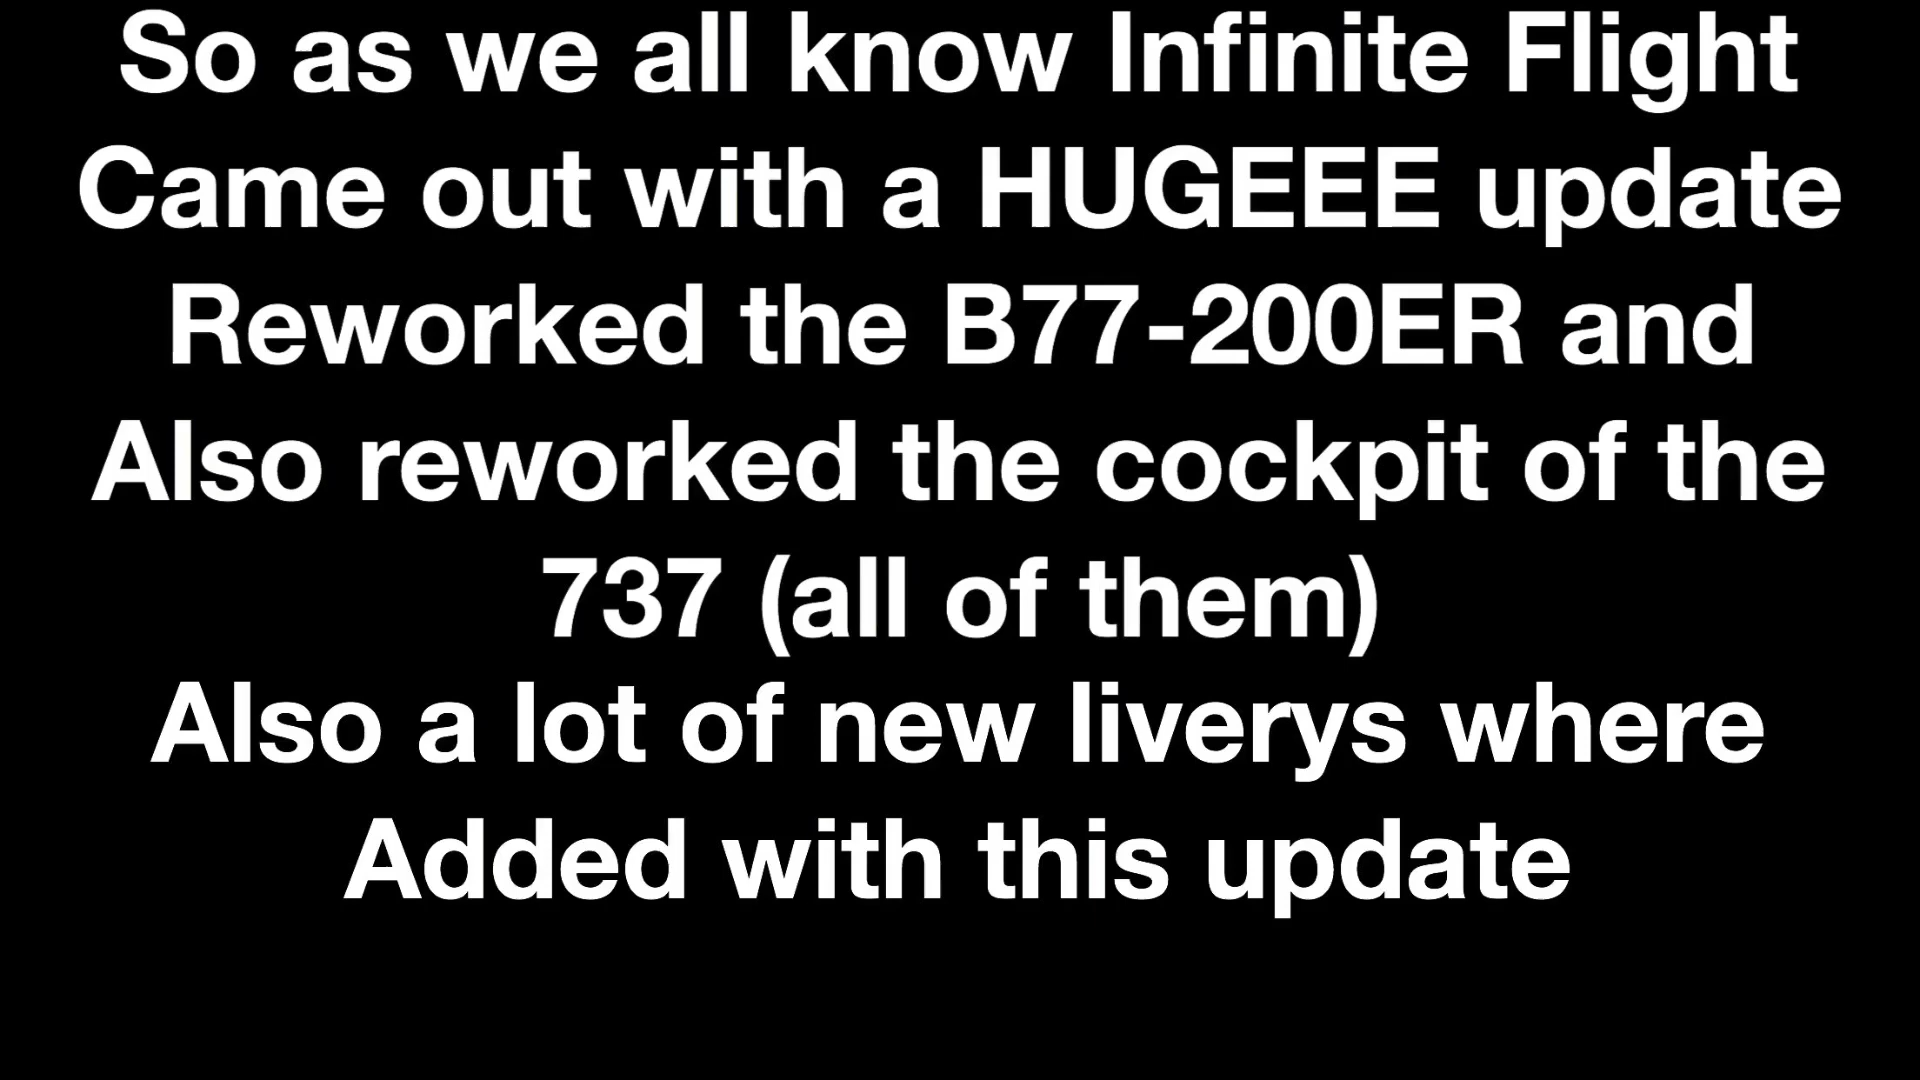 So as we all know Infinite Flight
Came out with a HUGEEE update
Reworked the B77-200ER and
Also reworked the cockpit of the
737 (all of them)
Also a lot of new liverys where
Added with this update